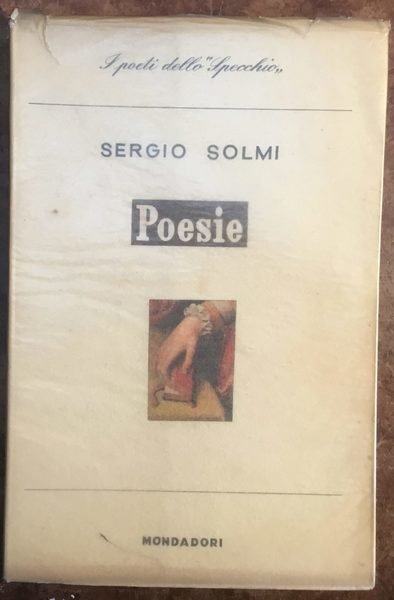 I poeti dello "Specchio„
SERGIO SOLMI
Poesie
MONDADORI